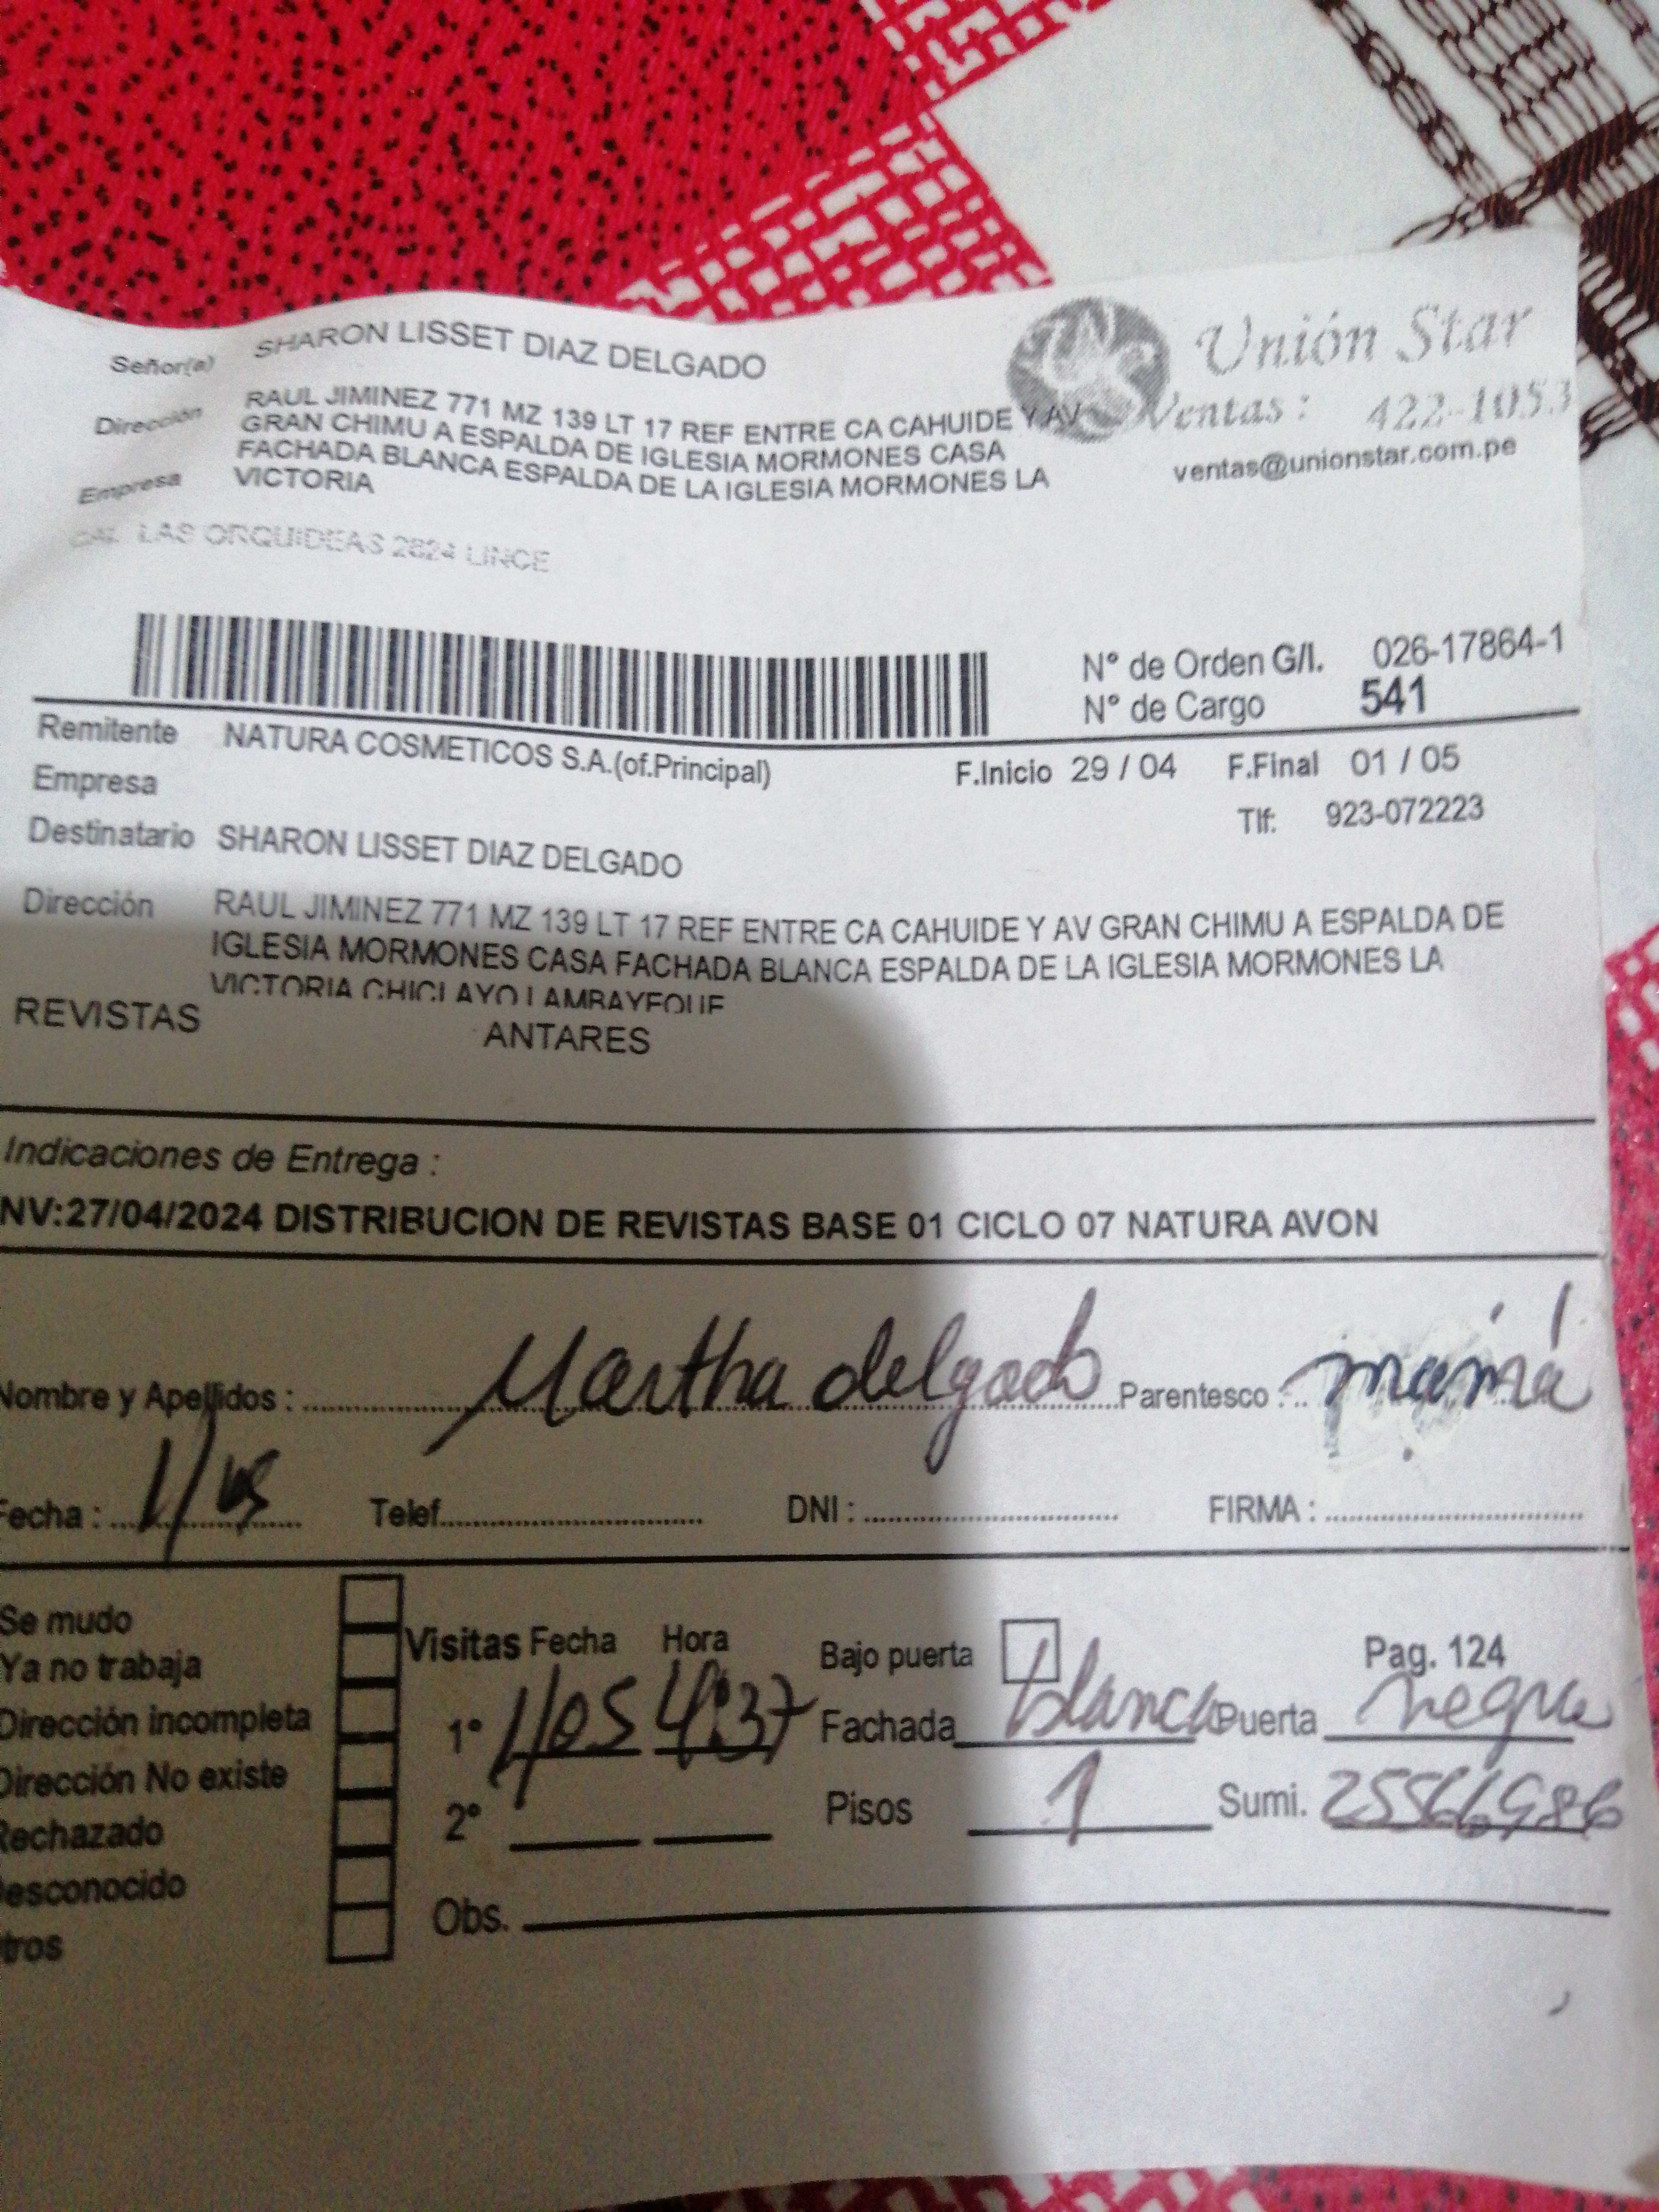 Señor(a) SHARON LISSET DIAZ DELGADO
Unión Star
Dirección RAUL JIMINEZ 771 MZ 139 LT 17 REF ENTRE CA CAHUIDE Y AV
GRAN CHIMU A ESPALDA DE IGLESIA MORMONES CASA
FACHADA BLANCA ESPALDA DE LA IGLESIA MORMONES LA
VICTORIA
Ventas: 422-1053
ventas@unionstar.com.pe
Empresa
CAL LAS ORQUIDEAS 2824 LINCE
N° de Orden G/I. 026-17864-1
N° de Cargo 541
Remitente NATURA COSMETICOS S.A.(of.Principal)
F.Inicio 29 / 04 F.Final 01 / 05
Empresa
Tlf: 923-072223
Destinatario SHARON LISSET DIAZ DELGADO
Dirección RAUL JIMINEZ 771 MZ 139 LT 17 REF ENTRE CA CAHUIDE Y AV GRAN CHIMU A ESPALDA DE
IGLESIA MORMONES CASA FACHADA BLANCA ESPALDA DE LA IGLESIA MORMONES LA
VICTORIA CHICLAYO LAMBAYEQUE
REVISTAS ANTARES
Indicaciones de Entrega :
NV:27/04/2024 DISTRIBUCION DE REVISTAS BASE 01 CICLO 07 NATURA AVON
Nombre y Apellidos : Martha delgado Parentesco : mamá
Fecha : 1/05 Telef. DNI : FIRMA :
Se mudo
Ya no trabaja
Dirección incompleta
Dirección No existe
Rechazado
Desconocido
tros
Visitas Fecha Hora
1° 1/05 4:37
2°
Obs.
Bajo puerta Pag. 124
Fachada blanca Puerta negra
Pisos 1 Sumi.